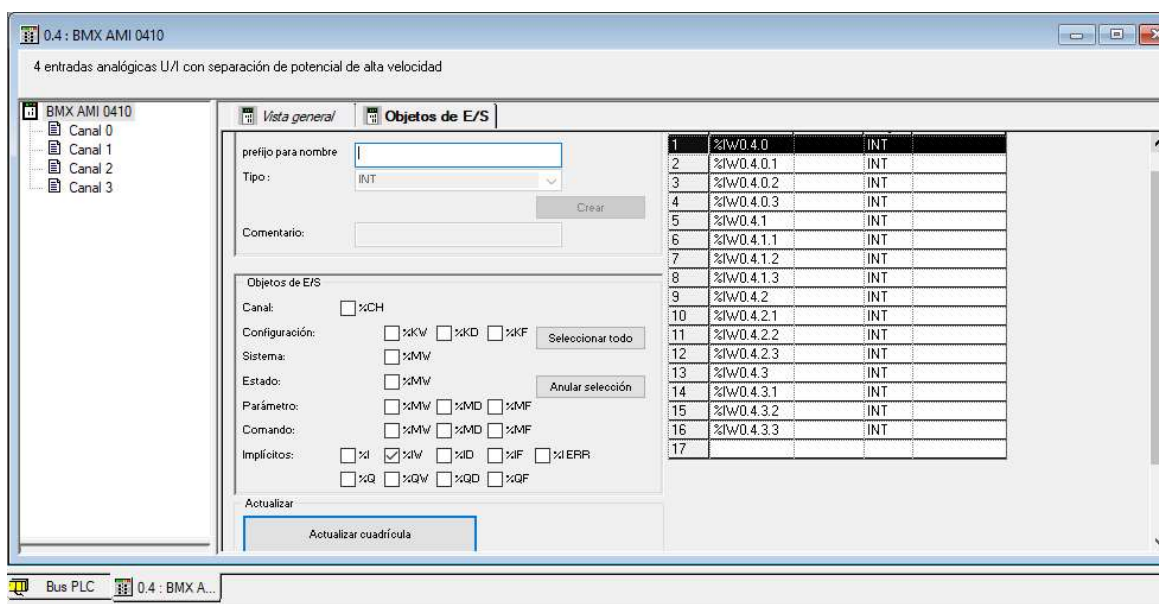 0.4 : BMX AMI 0410
4 entradas analógicas U/I con separación de potencial de alta velocidad
BMX AMI 0410
Canal 0
Canal 1
Canal 2
Canal 3
Vista general
Objetos de E/S
prefijo para nombre
Tipo :
INT
Crear
Comentario:
Objetos de E/S
Canal: %CH
Configuración: %KW %KD %KF
Seleccionar todo
Sistema: %MW
Estado: %MW
Anular selección
Parámetro: %MW %MD %MF
Comando: %MW %MD %MF
Implícitos: %I %IW %ID %IF %I ERR
%Q %QW %QD %QF
Actualizar
Actualizar cuadrícula
1 %IW0.4.0 INT
2 %IW0.4.0.1 INT
3 %IW0.4.0.2 INT
4 %IW0.4.0.3 INT
5 %IW0.4.1 INT
6 %IW0.4.1.1 INT
7 %IW0.4.1.2 INT
8 %IW0.4.1.3 INT
9 %IW0.4.2 INT
10 %IW0.4.2.1 INT
11 %IW0.4.2.2 INT
12 %IW0.4.2.3 INT
13 %IW0.4.3 INT
14 %IW0.4.3.1 INT
15 %IW0.4.3.2 INT
16 %IW0.4.3.3 INT
17
Bus PLC
0.4 : BMX A...